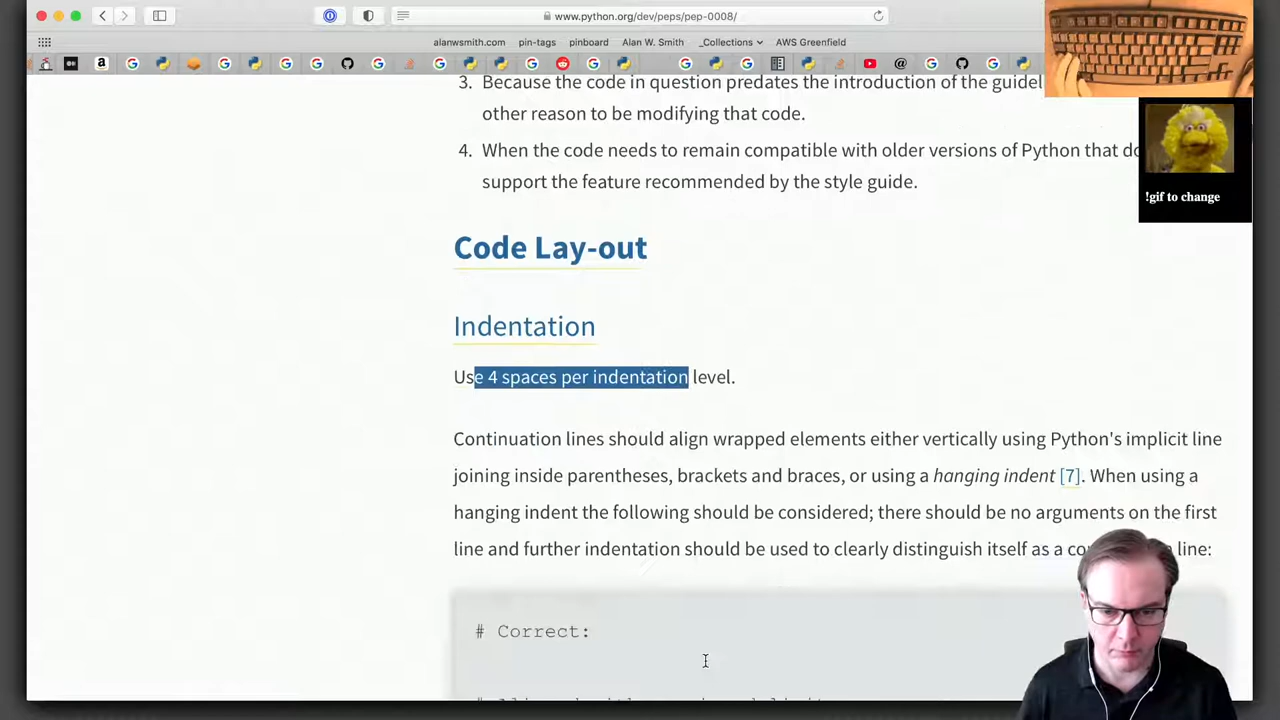 www.python.org/dev/peps/pep-0008/
alanwsmith.com pin-tags pinboard Alan W. Smith _Collections AWS Greenfield
3. Because the code in question predates the introduction of the
other reason to be modifying that code.
4. When the code needs to remain compatible with older versions of Python that
support the feature recommended by the style guide.
!gif to change
Code Lay-out
Indentation
Use 4 spaces per indentation level.
Continuation lines should align wrapped elements either vertically using Python's implicit line
joining inside parentheses, brackets and braces, or using a hanging indent [7]. When using a
hanging indent the following should be considered; there should be no arguments on the first
line and further indentation should be used to clearly distinguish itself as a line:
# Correct: